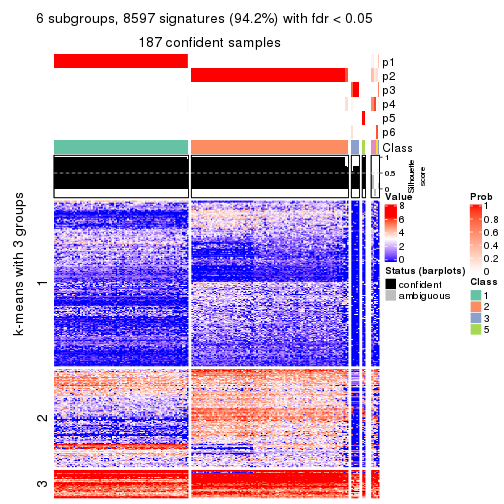 6 subgroups, 8597 signatures (94.2%) with fdr < 0.05
187 confident samples
p1
p2
p3
p4
p5
p6
Class
1
0.5
0
Silhouette
score
k-means with 3 groups
1
2
3
Value
8
6
4
2
0
Status (barplots)
confident
ambiguous
Prob
1
0.8
0.6
0.4
0.2
0
Class
1
2
3
5